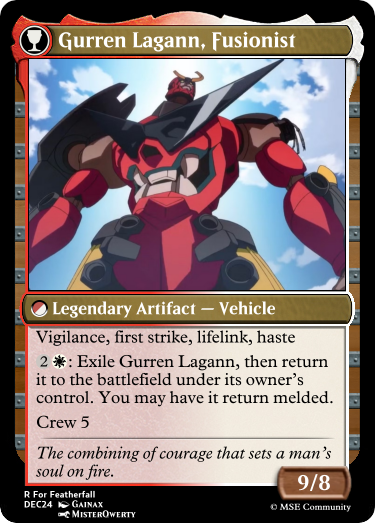 Gurren Lagann, Fusionist
Legendary Artifact — Vehicle
Vigilance, first strike, lifelink, haste
2: Exile Gurren Lagann, then return
it to the battlefield under its owner's
control. You may have it return melded.
Crew 5
The combining of courage that sets a man's
soul on fire.
9/8
R For Featherfall
DEC24 Gainax
MisterOwerty
© MSE Community